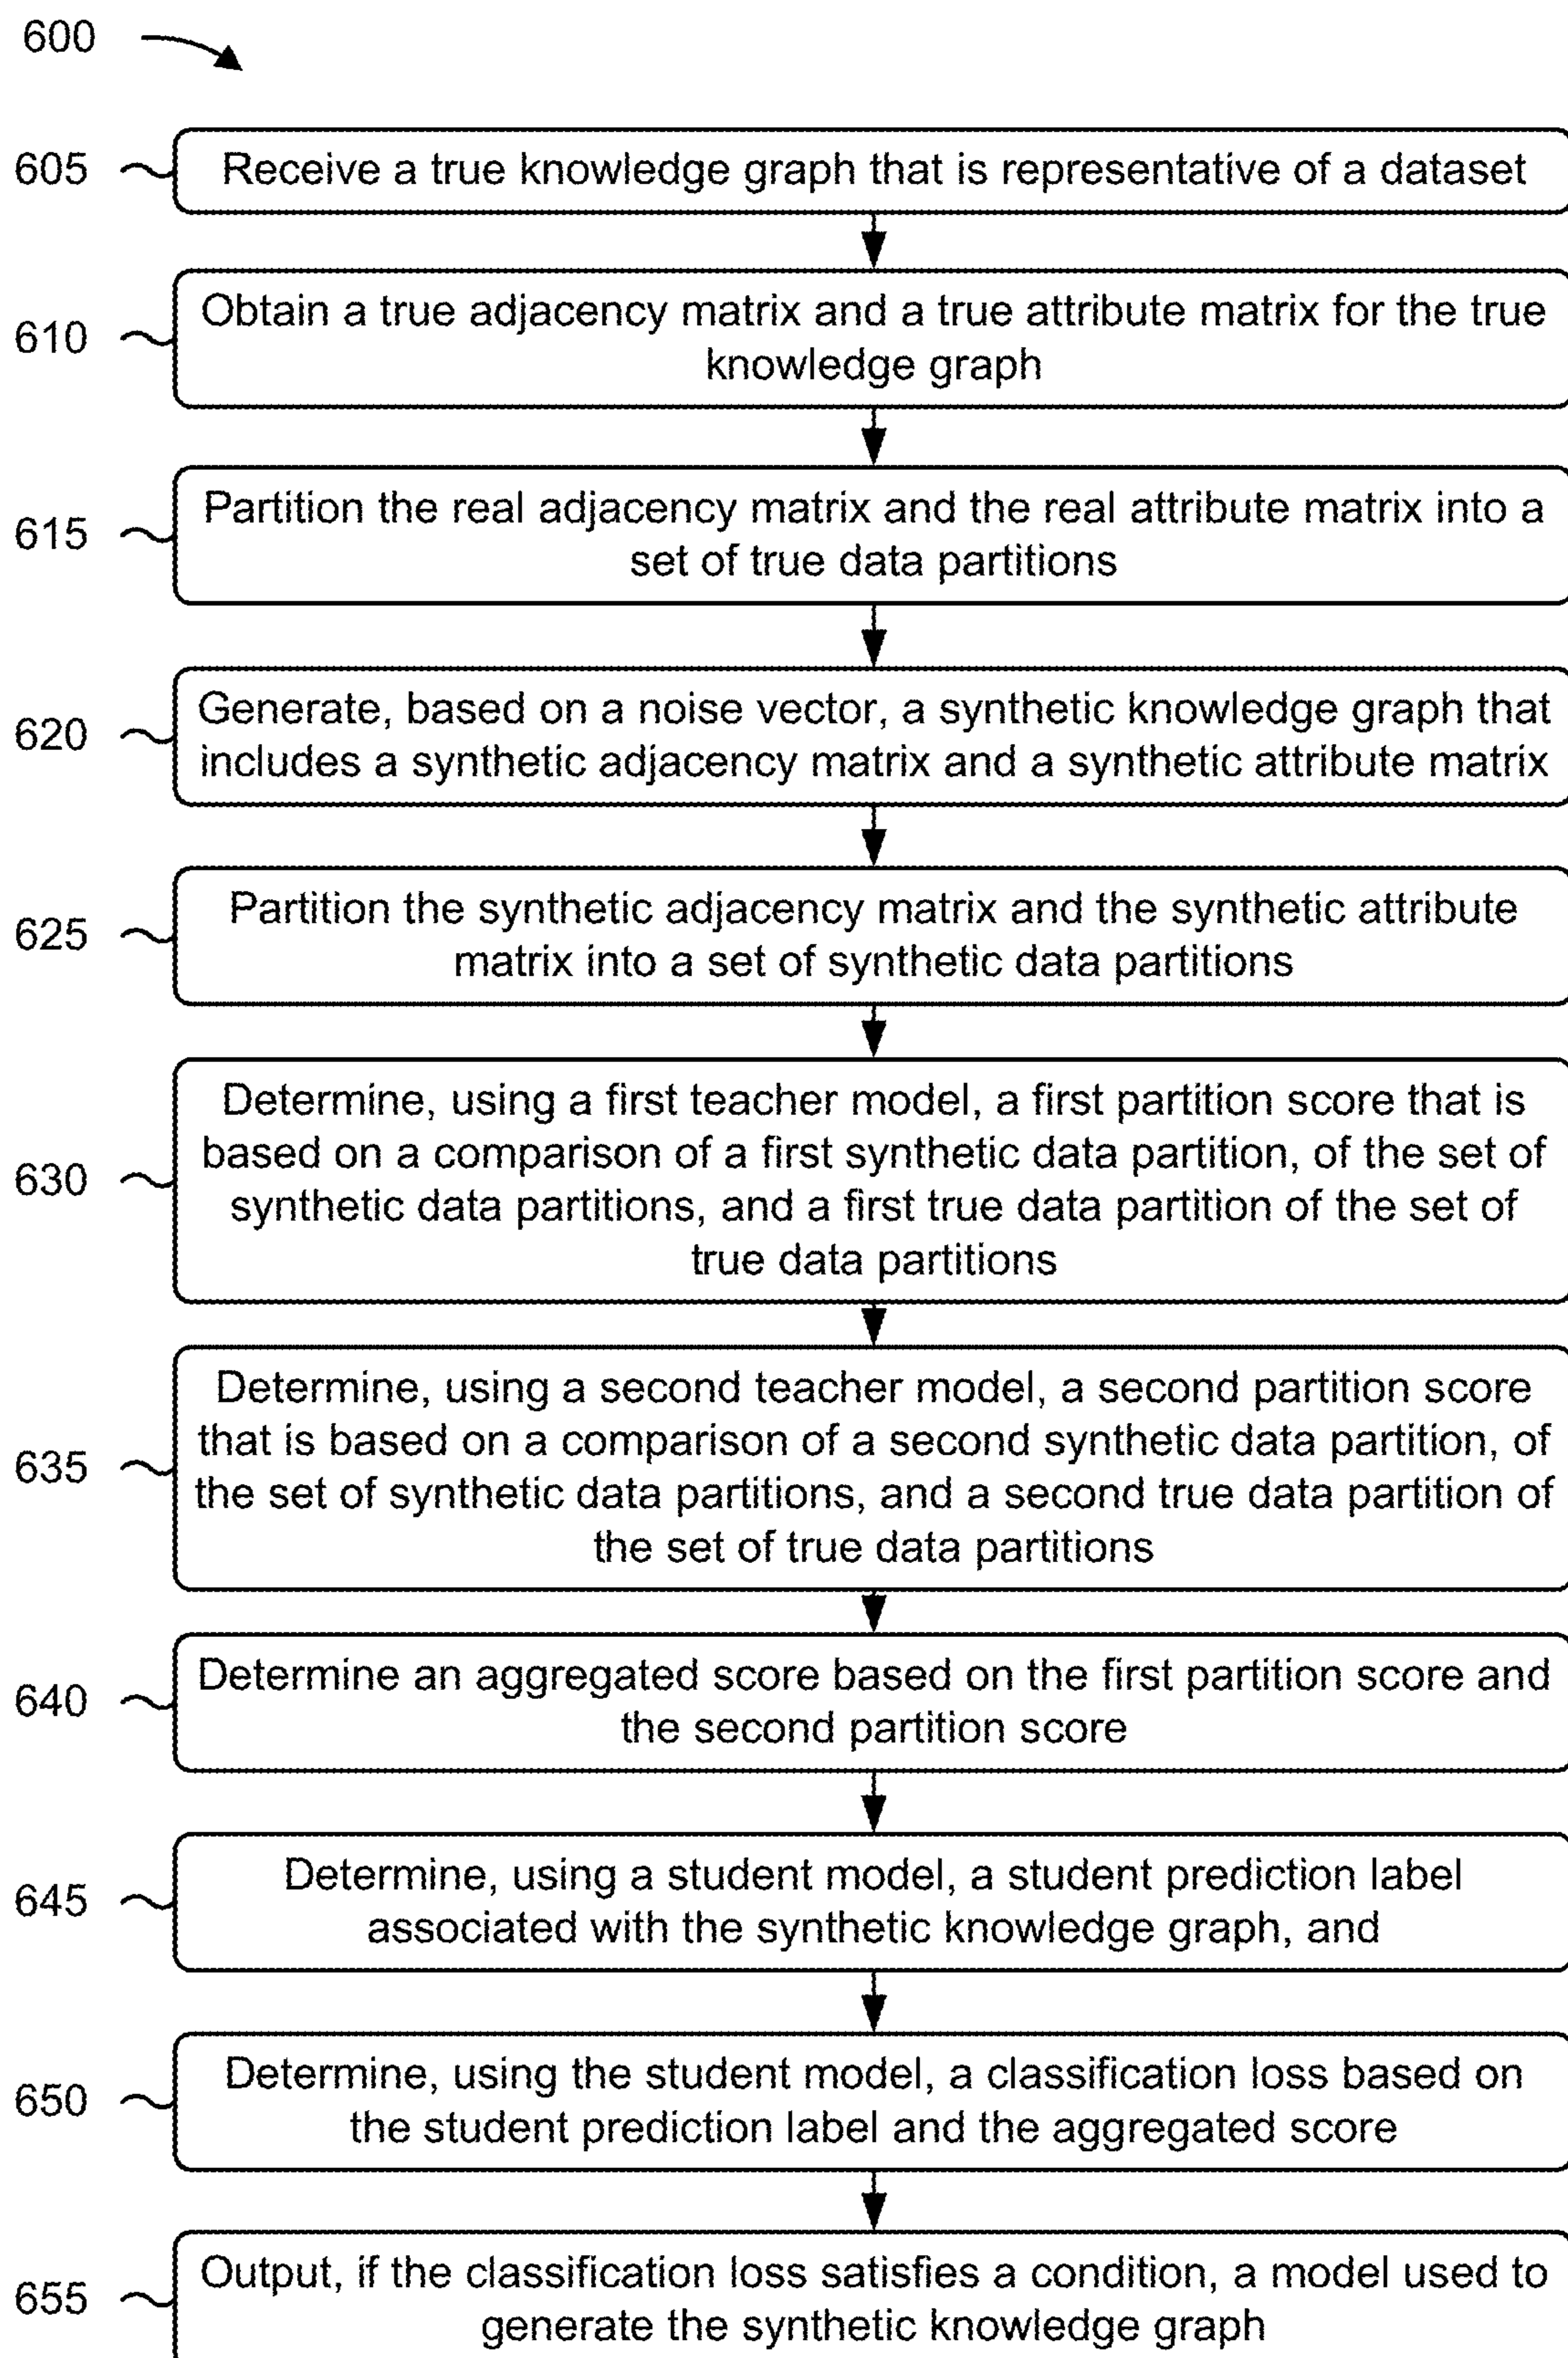 600
605
Receive a true knowledge graph that is representative of a dataset
610
Obtain a true adjacency matrix and a true attribute matrix for the true
knowledge graph
615
Partition the real adjacency matrix and the real attribute matrix into a
set of true data partitions
620
Generate, based on a noise vector, a synthetic knowledge graph that
includes a synthetic adjacency matrix and a synthetic attribute matrix
625
Partition the synthetic adjacency matrix and the synthetic attribute
matrix into a set of synthetic data partitions
630
Determine, using a first teacher model, a first partition score that is
based on a comparison of a first synthetic data partition, of the set of
synthetic data partitions, and a first true data partition of the set of
true data partitions
635
Determine, using a second teacher model, a second partition score
that is based on a comparison of a second synthetic data partition, of
the set of synthetic data partitions, and a second true data partition of
the set of true data partitions
640
Determine an aggregated score based on the first partition score and
the second partition score
645
Determine, using a student model, a student prediction label
associated with the synthetic knowledge graph, and
650
Determine, using the student model, a classification loss based on
the student prediction label and the aggregated score
655
Output, if the classification loss satisfies a condition, a model used to
generate the synthetic knowledge graph